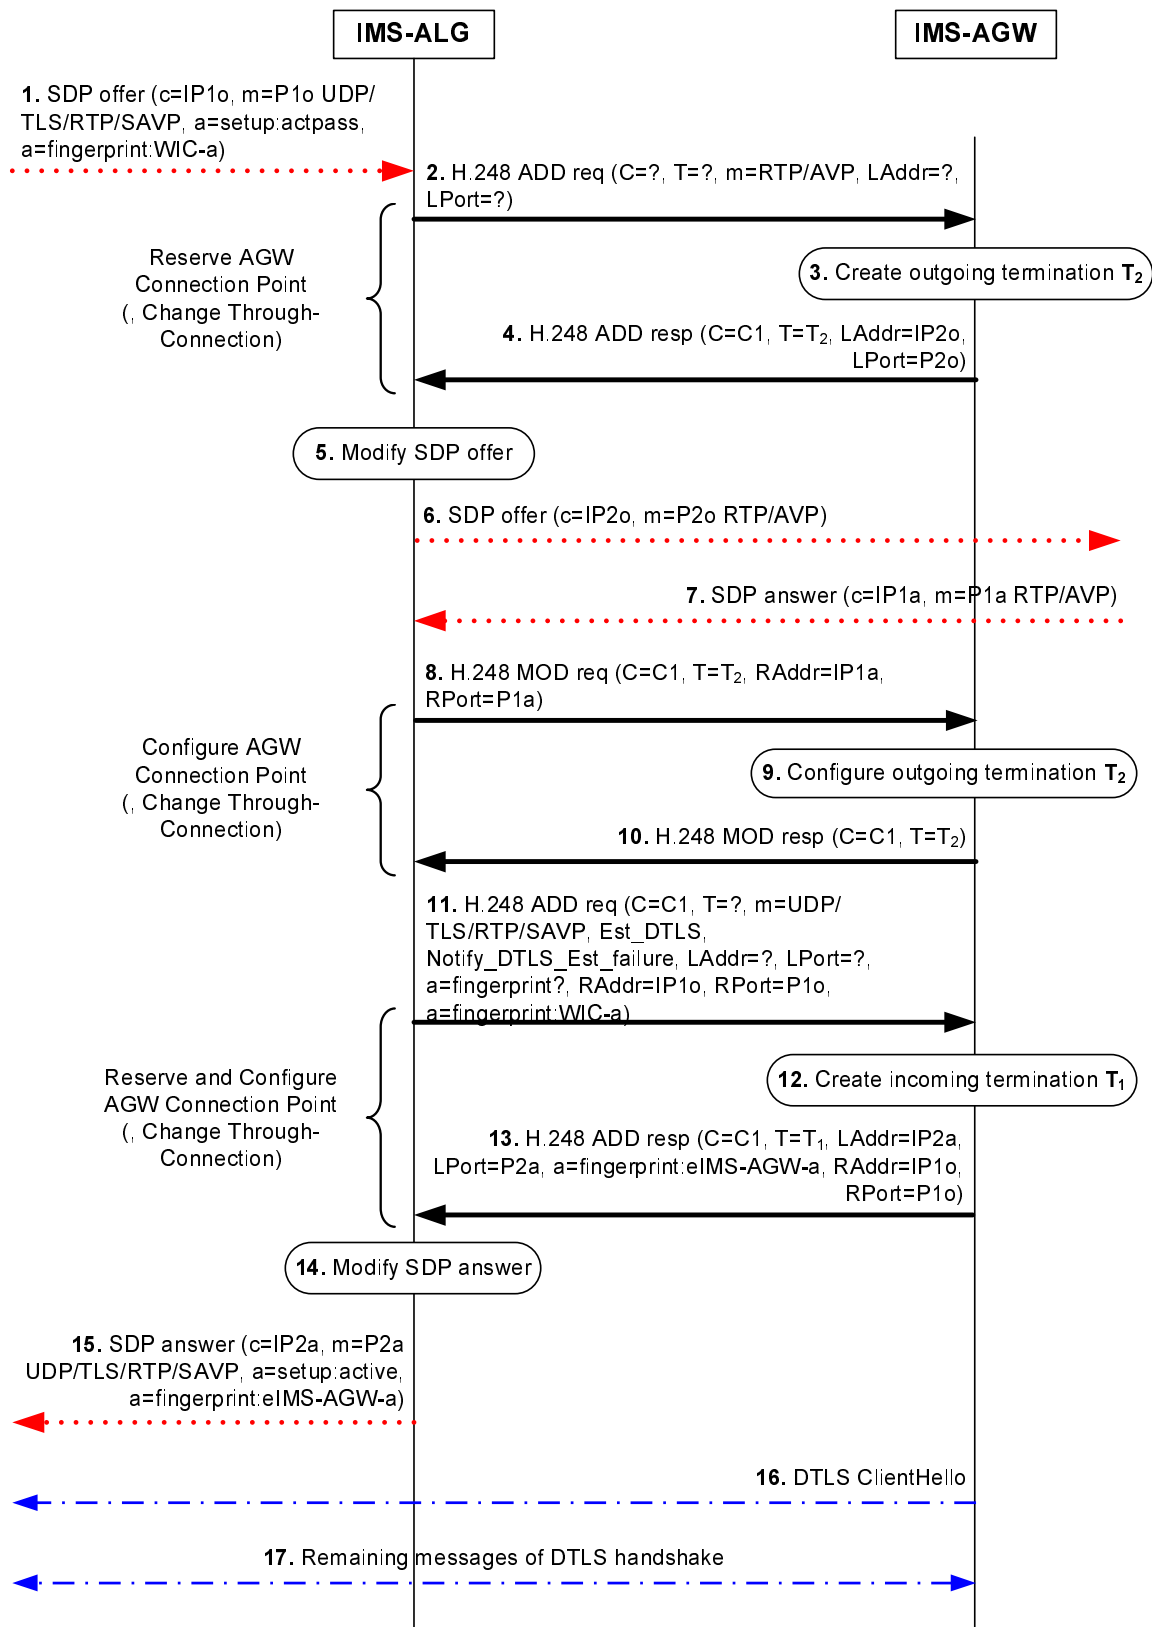 IMS-ALG
IMS-AGW
1. SDP offer (c=IP1o, m=P1o UDP/
TLS/RTP/SAVP, a=setup:actpass,
a=fingerprint:WIC-a)
2. H.248 ADD req (C=?, T=?, m=RTP/AVP, LAddr=?,
LPort=?)
Reserve AGW
Connection Point
(, Change Through-
Connection)
3. Create outgoing termination T2
4. H.248 ADD resp (C=C1, T=T2, LAddr=IP2o,
LPort=P2o)
5. Modify SDP offer
6. SDP offer (c=IP2o, m=P2o RTP/AVP)
7. SDP answer (c=IP1a, m=P1a RTP/AVP)
8. H.248 MOD req (C=C1, T=T2, RAddr=IP1a,
RPort=P1a)
Configure AGW
Connection Point
(, Change Through-
Connection)
9. Configure outgoing termination T2
10. H.248 MOD resp (C=C1, T=T2)
11. H.248 ADD req (C=C1, T=?, m=UDP/
TLS/RTP/SAVP, Est_DTLS,
Notify_DTLS_Est_failure, LAddr=?, LPort=?,
a=fingerprint?, RAddr=IP1o, RPort=P1o,
a=fingerprint:WIC-a)
Reserve and Configure
AGW Connection Point
(, Change Through-
Connection)
12. Create incoming termination T1
13. H.248 ADD resp (C=C1, T=T1, LAddr=IP2a,
LPort=P2a, a=fingerprint:eIMS-AGW-a, RAddr=IP1o,
RPort=P1o)
14. Modify SDP answer
15. SDP answer (c=IP2a, m=P2a
UDP/TLS/RTP/SAVP, a=setup:active,
a=fingerprint:eIMS-AGW-a)
16. DTLS ClientHello
17. Remaining messages of DTLS handshake